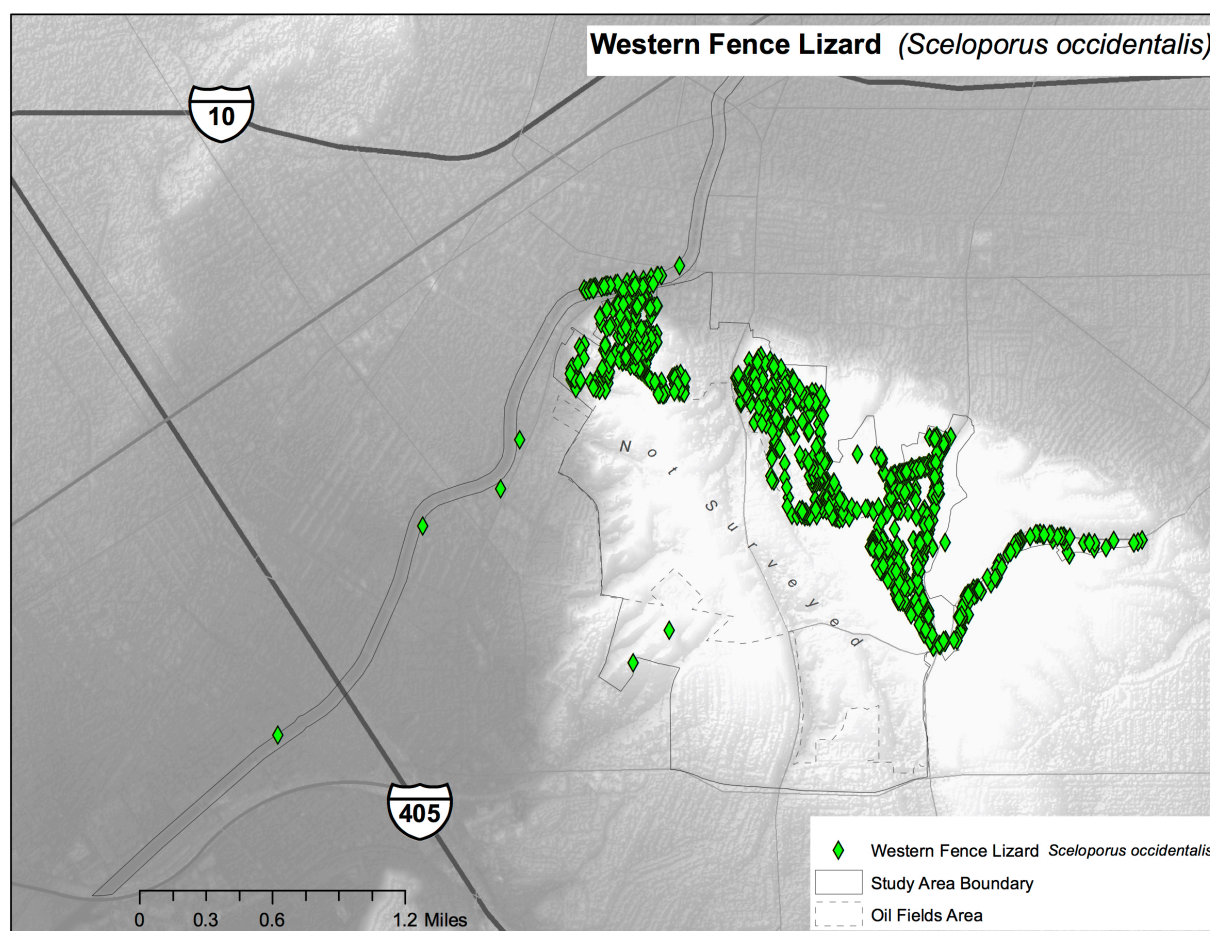 Western Fence Lizard (Sceloporus occidentalis)
10
Not Surveyed
405
Western Fence Lizard Sceloporus occidentalis
Study Area Boundary
Oil Fields Area
0 0.3 0.6 1.2 Miles